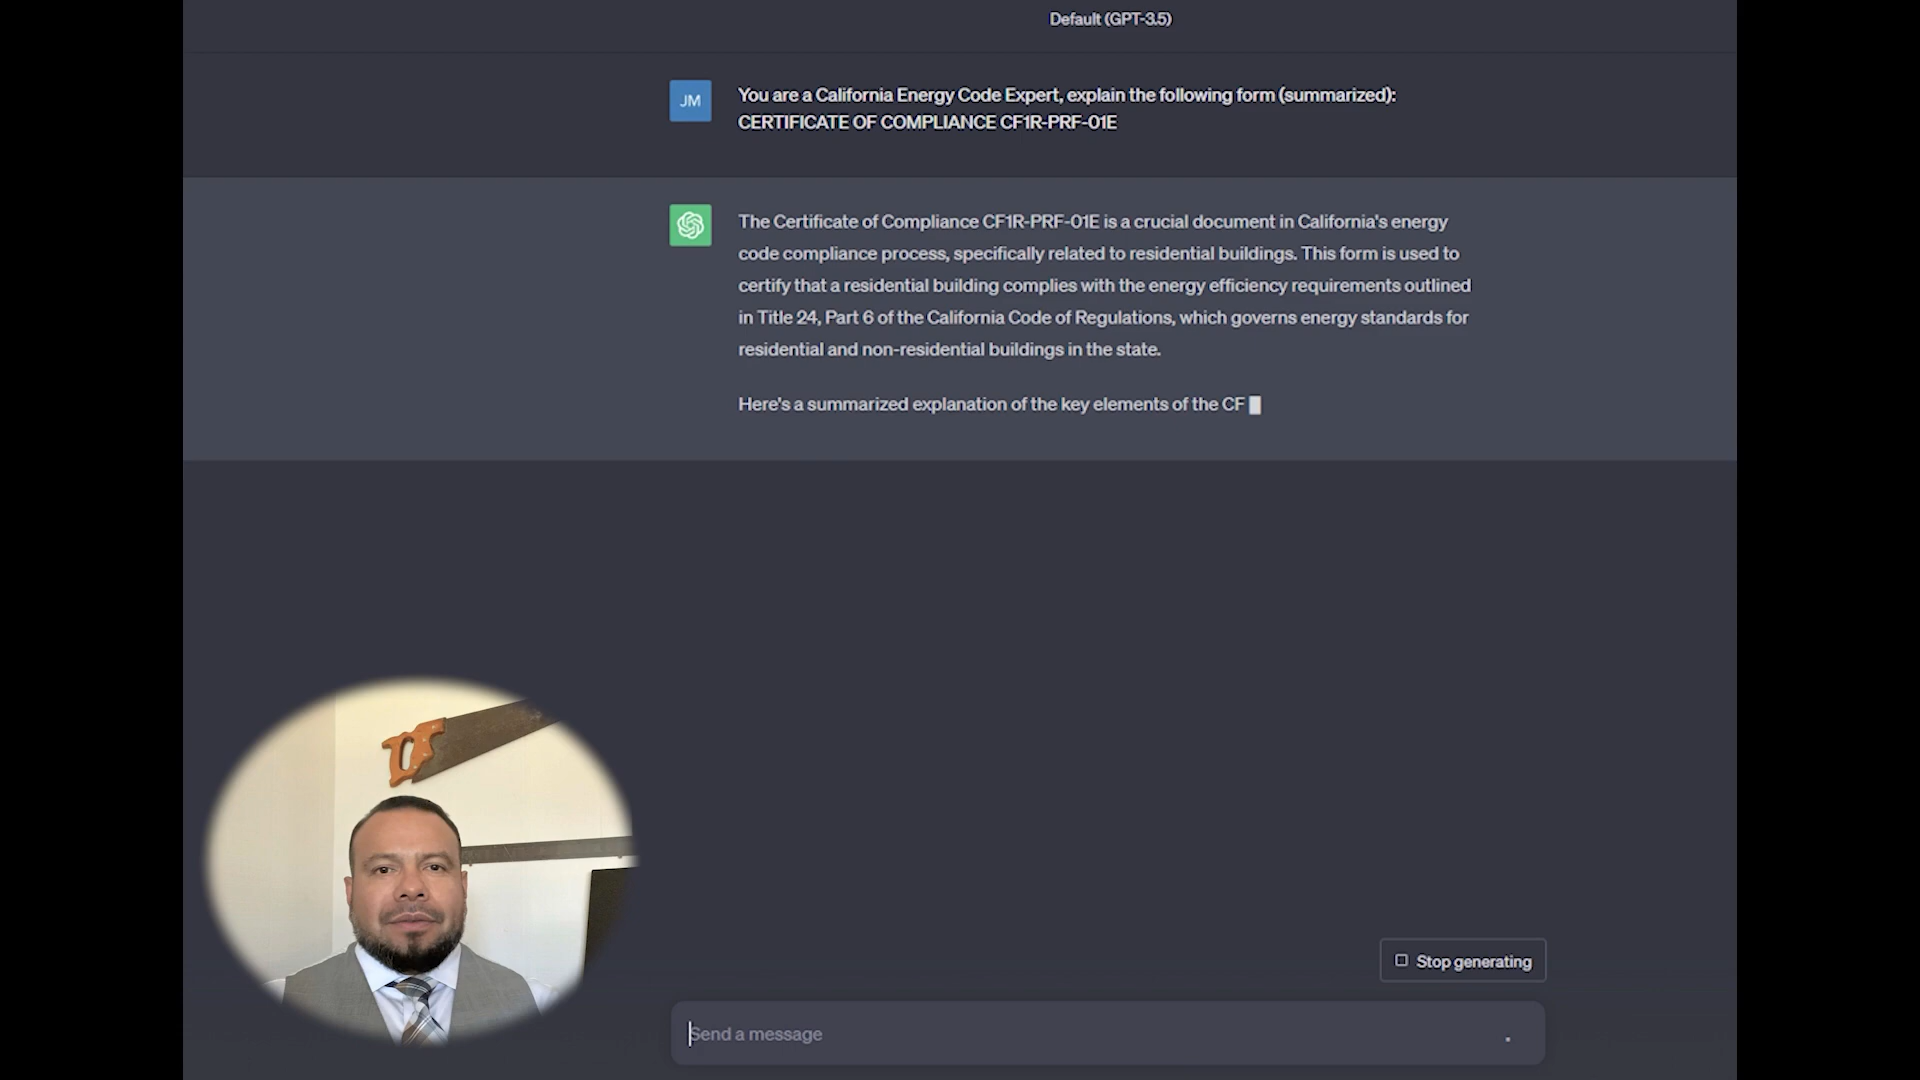 Default (GPT-3.5)
JM
You are a California Energy Code Expert, explain the following form (summarized):
CERTIFICATE OF COMPLIANCE CF1R-PRF-01E
The Certificate of Compliance CF1R-PRF-01E is a crucial document in California's energy
code compliance process, specifically related to residential buildings. This form is used to
certify that a residential building complies with the energy efficiency requirements outlined
in Title 24, Part 6 of the California Code of Regulations, which governs energy standards for
residential and non-residential buildings in the state.
Here's a summarized explanation of the key elements of the CF
Stop generating
Send a message